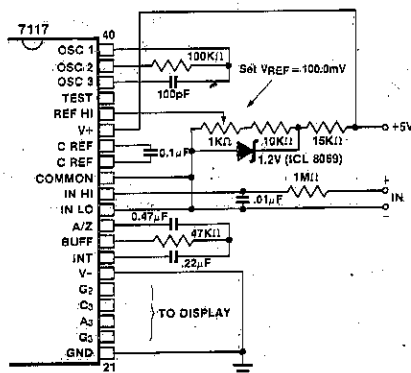 7117
40
OSC 1
OSC 2
OSC 3
TEST
REF HI
V+
C REF
C REF
COMMON
IN HI
IN LO
A/Z
BUFF
INT
V−
G₂
C₃
A₃
G₃
GND
21
100KΩ
100pF
Set VREF = 100.0mV
1KΩ
10KΩ
15KΩ
+5V
1.2V (ICL 8069)
0.1µF
1MΩ
+
IN
−
.01µF
0.47µF
47KΩ
.22µF
TO DISPLAY